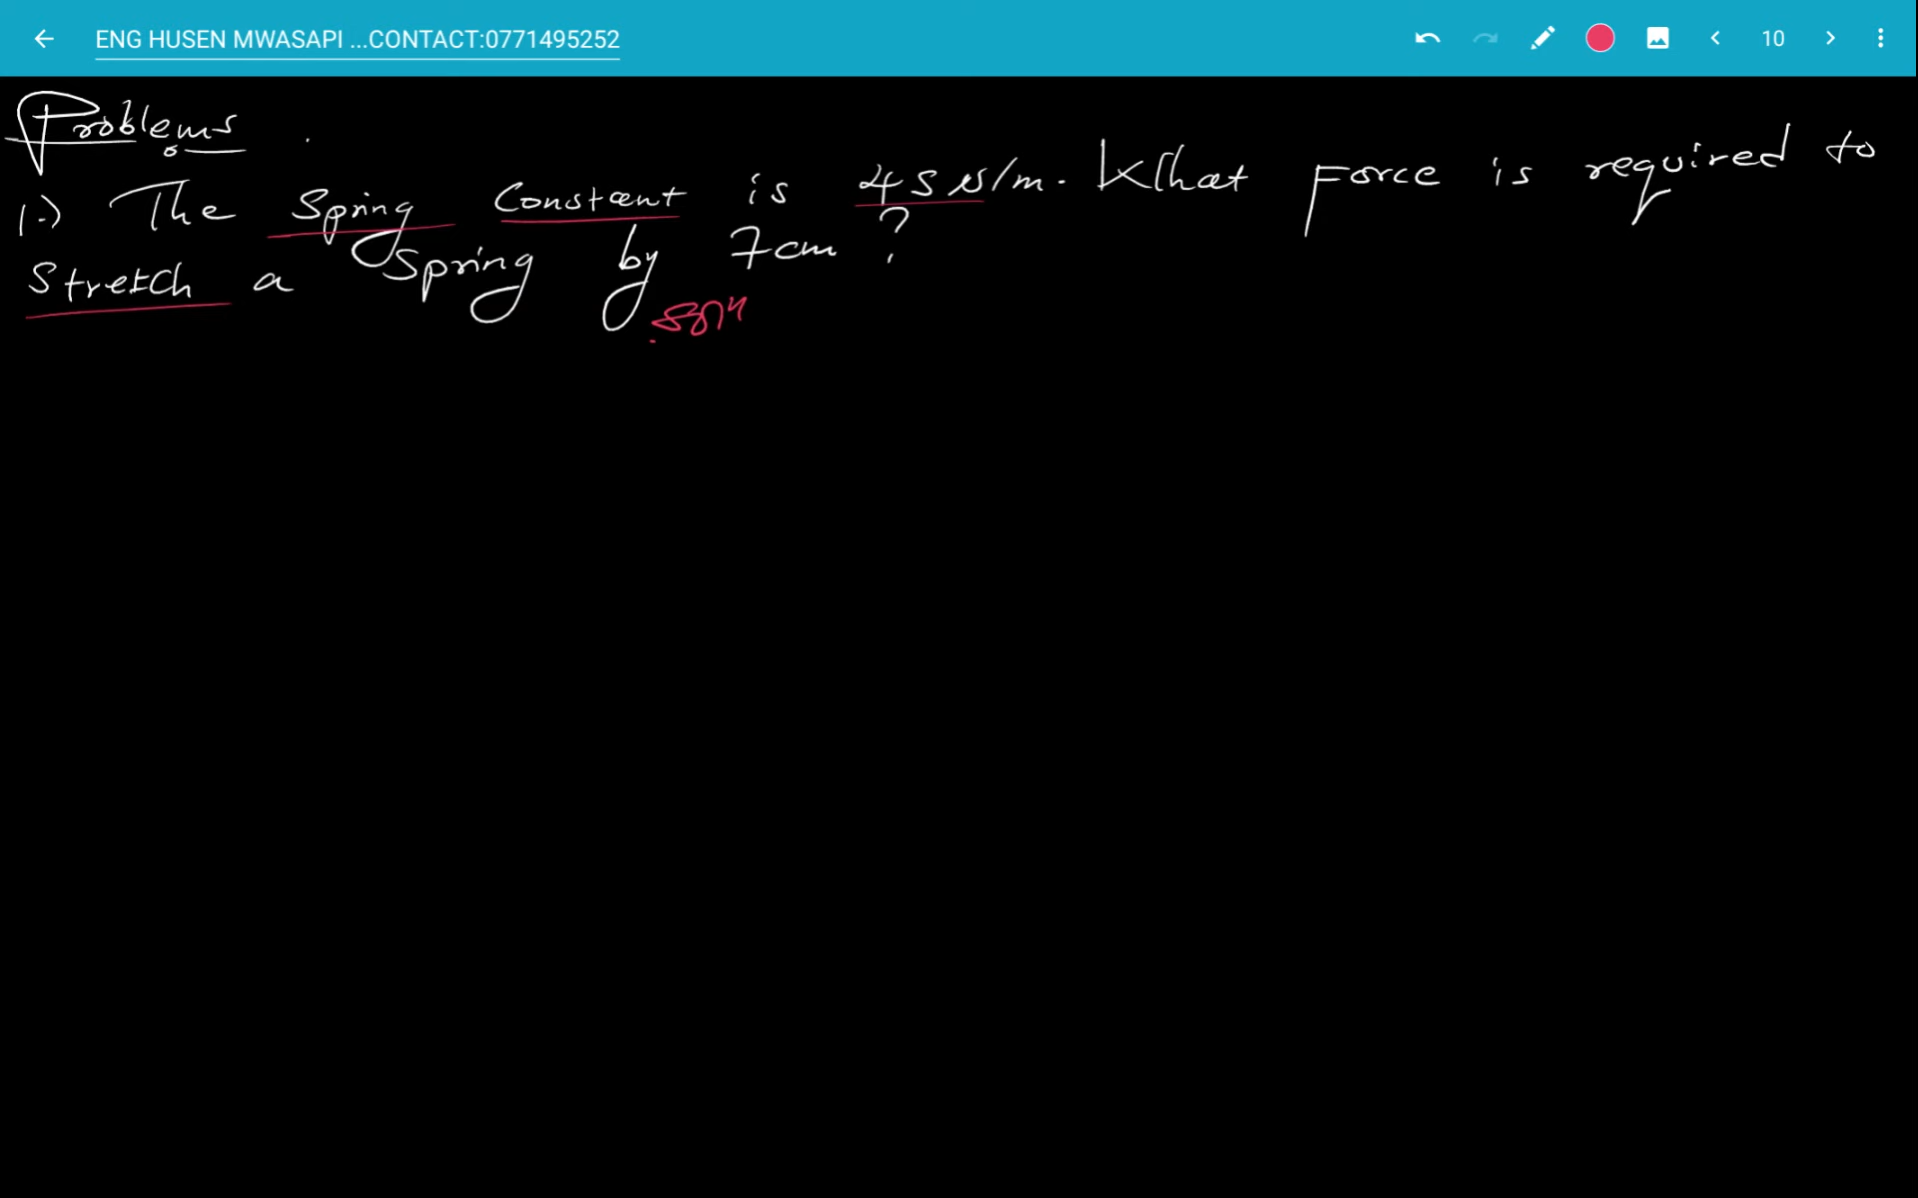 ENG HUSEN MWASAPI ...CONTACT:0771495252
10
Problems
1.) The Spring Constant is 45 N/m. What Force is required to
Stretch a Spring by 7cm?
soln